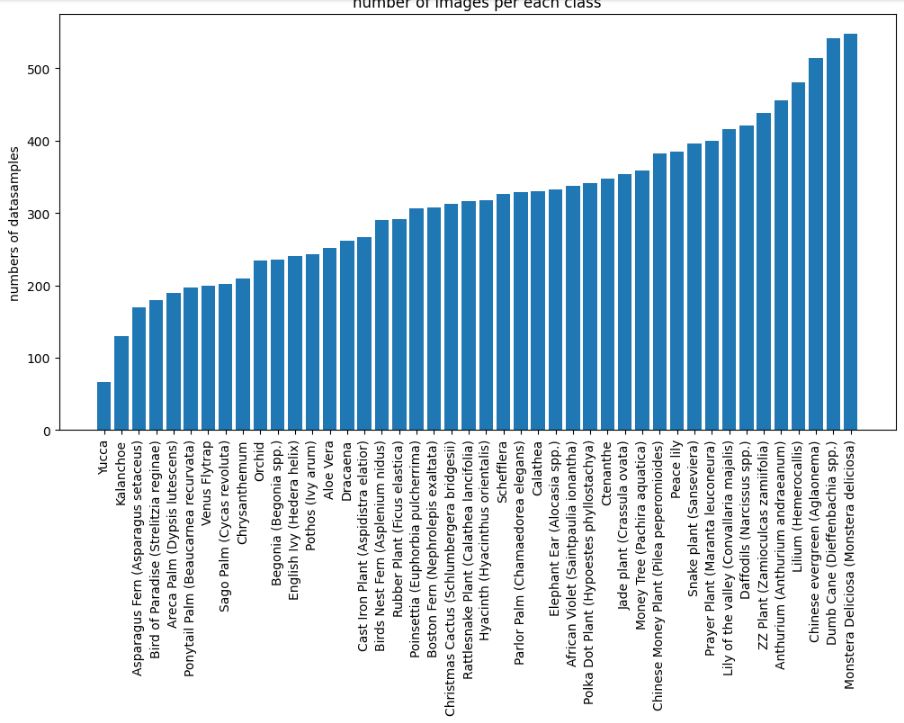 number of images per each class
numbers of datasamples
500
400
300
200
100
0
Yucca
Kalanchoe
Asparagus Fern (Asparagus setaceus)
Bird of Paradise (Strelitzia reginae)
Areca Palm (Dypsis lutescens)
Ponytail Palm (Beaucarnea recurvata)
Venus Flytrap
Sago Palm (Cycas revoluta)
Chrysanthemum
Orchid
Begonia (Begonia spp.)
English Ivy (Hedera helix)
Pothos (Ivy arum)
Aloe Vera
Dracaena
Cast Iron Plant (Aspidistra elatior)
Birds Nest Fern (Asplenium nidus)
Rubber Plant (Ficus elastica)
Poinsettia (Euphorbia pulcherrima)
Boston Fern (Nephrolepis exaltata)
Christmas Cactus (Schlumbergera bridgesii)
Rattlesnake Plant (Calathea lancifolia)
Hyacinth (Hyacinthus orientalis)
Schefflera
Parlor Palm (Chamaedorea elegans)
Calathea
Elephant Ear (Alocasia spp.)
African Violet (Saintpaulia ionantha)
Polka Dot Plant (Hypoestes phyllostachya)
Ctenanthe
Jade plant (Crassula ovata)
Money Tree (Pachira aquatica)
Chinese Money Plant (Pilea peperomioides)
Peace lily
Snake plant (Sanseviera)
Prayer Plant (Maranta leuconeura)
Lily of the valley (Convallaria majalis)
Daffodils (Narcissus spp.)
ZZ Plant (Zamioculcas zamiifolia)
Anthurium (Anthurium andraeanum)
Lilium (Hemerocallis)
Chinese evergreen (Aglaonema)
Dumb Cane (Dieffenbachia spp.)
Monstera Deliciosa (Monstera deliciosa)